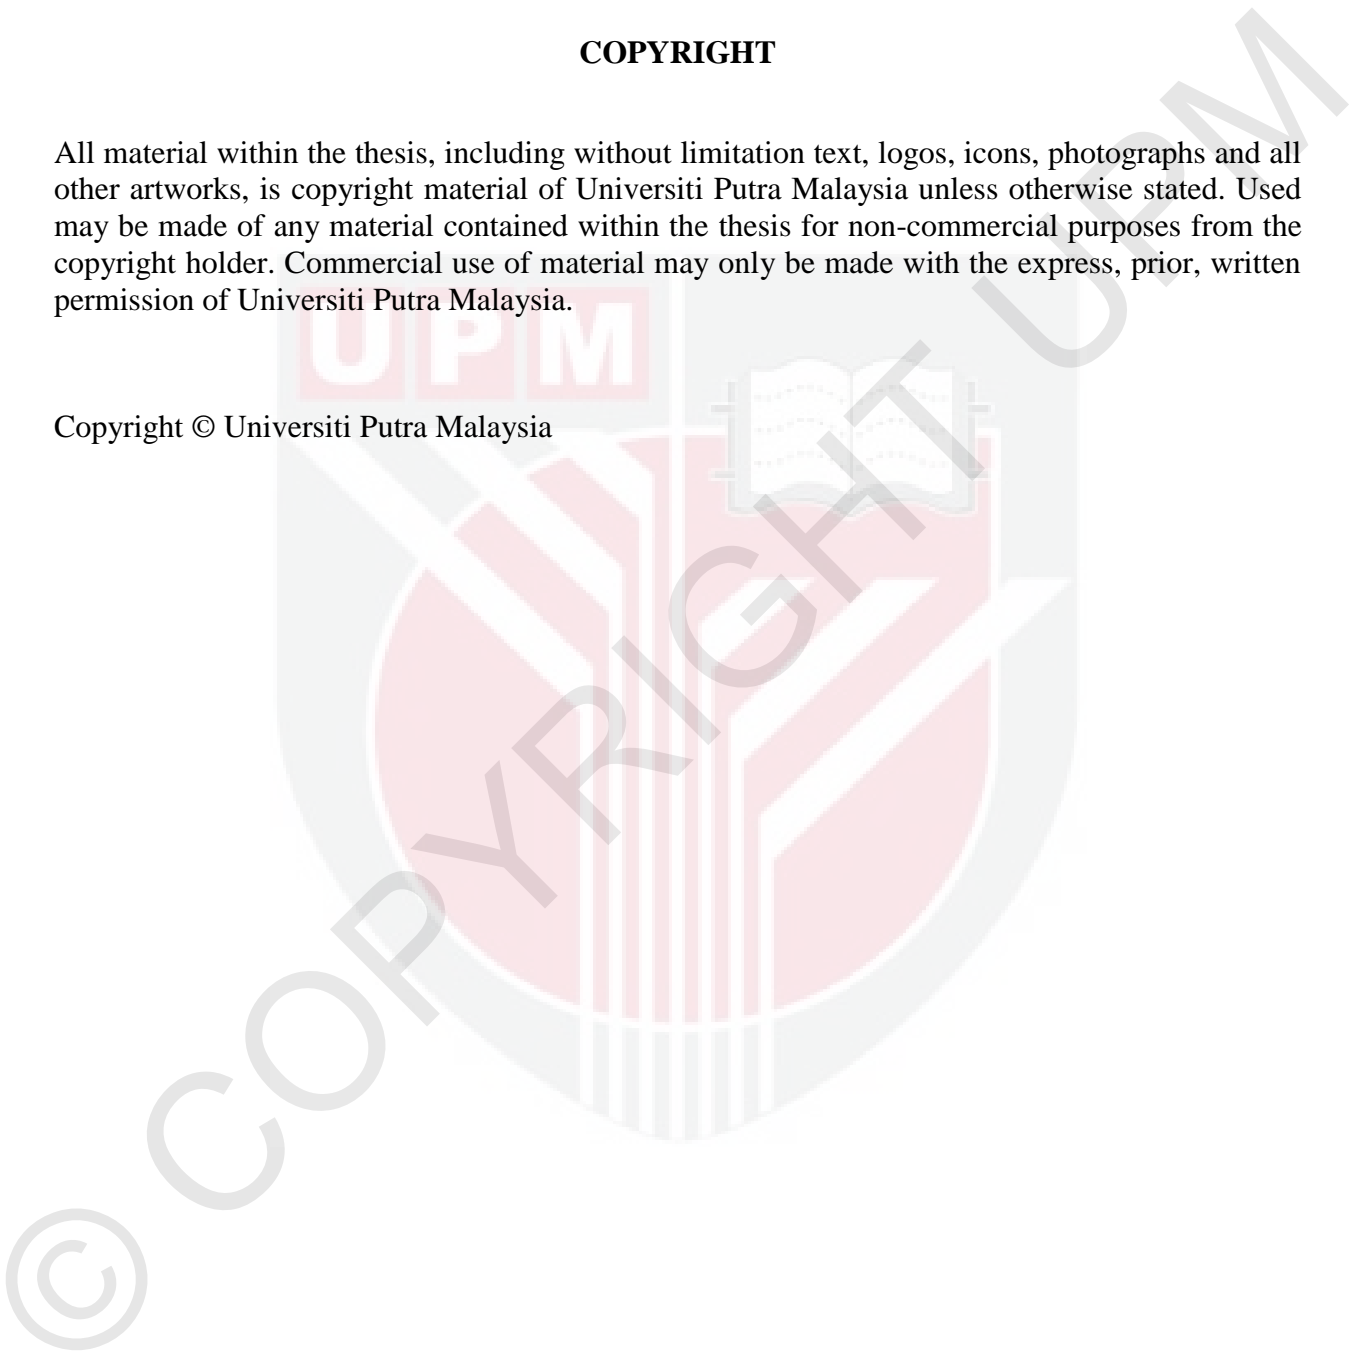 COPYRIGHT
All material within the thesis, including without limitation text, logos, icons, photographs and all
other artworks, is copyright material of Universiti Putra Malaysia unless otherwise stated. Used
may be made of any material contained within the thesis for non-commercial purposes from the
copyright holder. Commercial use of material may only be made with the express, prior, written
permission of Universiti Putra Malaysia.
UPM
Copyright © Universiti Putra Malaysia
© COPYRIGHT UPM